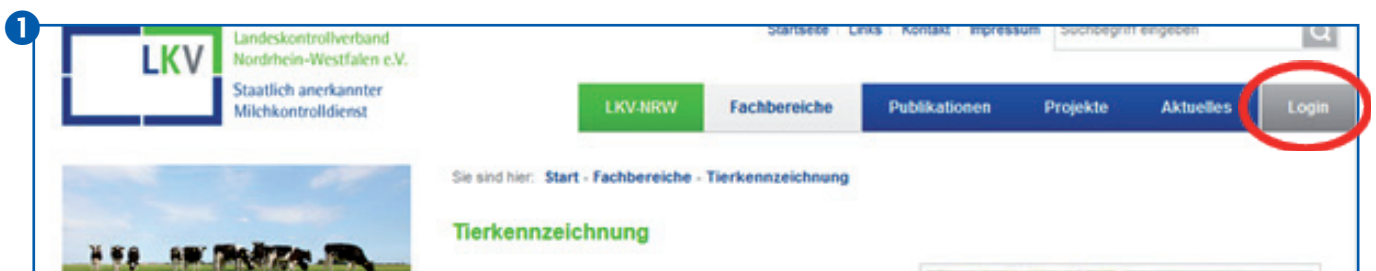 1
Startseite Links Kontakt Impressum Suchbegriff eingeben
LKV
Landeskontrollverband
Nordrhein-Westfalen e.V.
Staatlich anerkannter
Milchkontrolldienst
LKV-NRW Fachbereiche Publikationen Projekte Aktuelles Login
Sie sind hier: Start - Fachbereiche - Tierkennzeichnung
Tierkennzeichnung